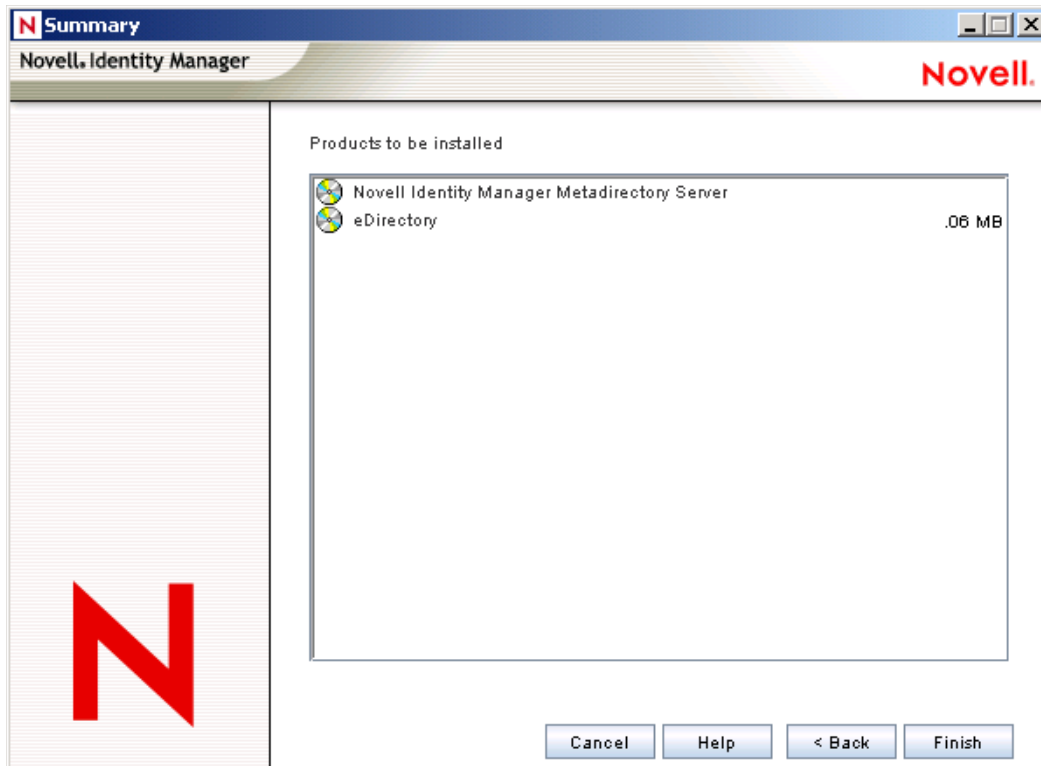 N Summary
Novell. Identity Manager
Novell.
Products to be installed
Novell Identity Manager Metadirectory Server
eDirectory .06 MB
N
Cancel Help < Back Finish